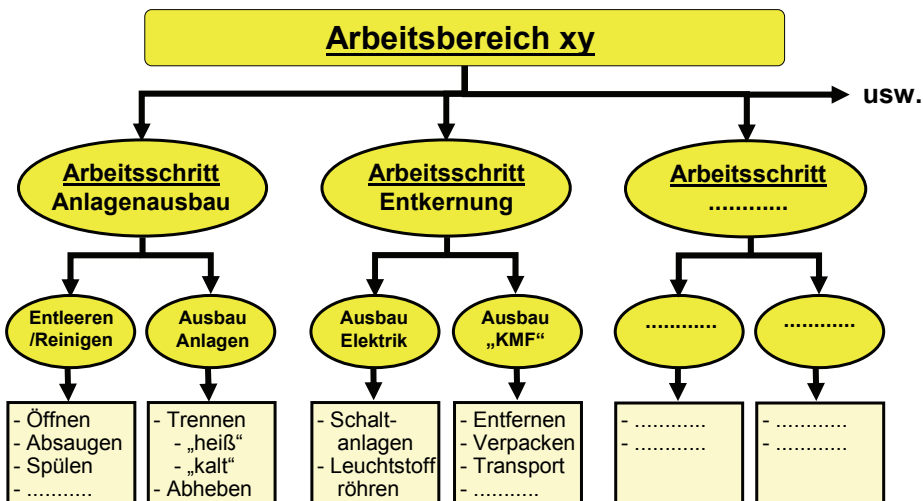 Arbeitsbereich xy
usw.
Arbeitsschritt
Anlagenausbau
Arbeitsschritt
Entkernung
Arbeitsschritt
............
Entleeren
/Reinigen
Ausbau
Anlagen
Ausbau
Elektrik
Ausbau
„KMF“
............
............
- Öffnen
- Absaugen
- Spülen
- ...........
- Trennen
- „heiß“
- „kalt“
- Abheben
- Schalt-
anlagen
- Leuchtstoff
röhren
- Entfernen
- Verpacken
- Transport
- ...........
- ............
- ............
- ............
- ............